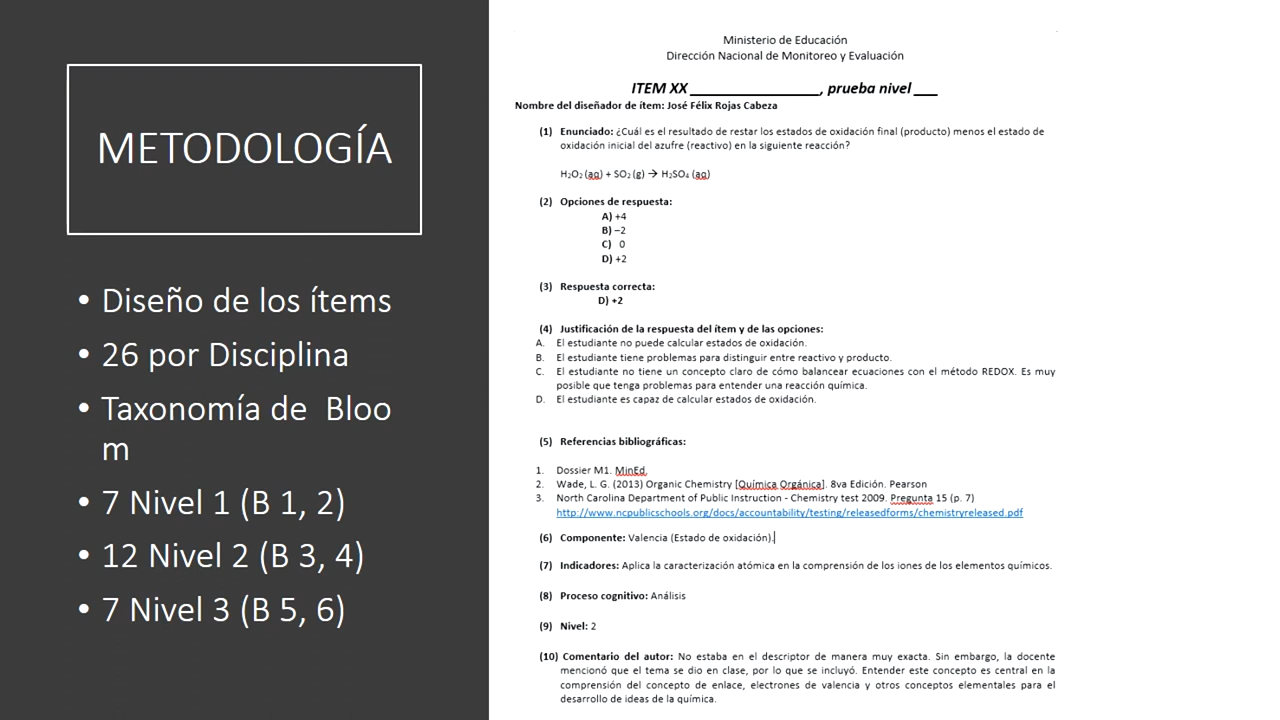 METODOLOGÍA
• Diseño de los ítems
• 26 por Disciplina
• Taxonomía de  Bloo
m
• 7 Nivel 1 (B 1, 2)
• 12 Nivel 2 (B 3, 4)
• 7 Nivel 3 (B 5, 6)
Ministerio de Educación
Dirección Nacional de Monitoreo y Evaluación
ITEM XX ________________, prueba nivel ___
Nombre del diseñador de ítem: José Félix Rojas Cabeza
(1) Enunciado: ¿Cuál es el resultado de restar los estados de oxidación final (producto) menos el estado de
oxidación inicial del azufre (reactivo) en la siguiente reacción?
H₂O₂ (aq) + SO₂ (g) → H₂SO₄ (aq)
(2) Opciones de respuesta:
A) +4
B) –2
C) 0
D) +2
(3) Respuesta correcta:
D) +2
(4) Justificación de la respuesta del ítem y de las opciones:
A. El estudiante no puede calcular estados de oxidación.
B. El estudiante tiene problemas para distinguir entre reactivo y producto.
C. El estudiante no tiene un concepto claro de cómo balancear ecuaciones con el método REDOX. Es muy
posible que tenga problemas para entender una reacción química.
D. El estudiante es capaz de calcular estados de oxidación.
(5) Referencias bibliográficas:
1. Dossier M1. MinEd.
2. Wade, L. G. (2013) Organic Chemistry [Química Orgánica]. 8va Edición. Pearson
3. North Carolina Department of Public Instruction - Chemistry test 2009. Pregunta 15 (p. 7)
http://www.ncpublicschools.org/docs/accountability/testing/releasedforms/chemistryreleased.pdf
(6) Componente: Valencia (Estado de oxidación).
(7) Indicadores: Aplica la caracterización atómica en la comprensión de los iones de los elementos químicos.
(8) Proceso cognitivo: Análisis
(9) Nivel: 2
(10) Comentario del autor: No estaba en el descriptor de manera muy exacta. Sin embargo, la docente
mencionó que el tema se dio en clase, por lo que se incluyó. Entender este concepto es central en la
comprensión del concepto de enlace, electrones de valencia y otros conceptos elementales para el
desarrollo de ideas de la química.